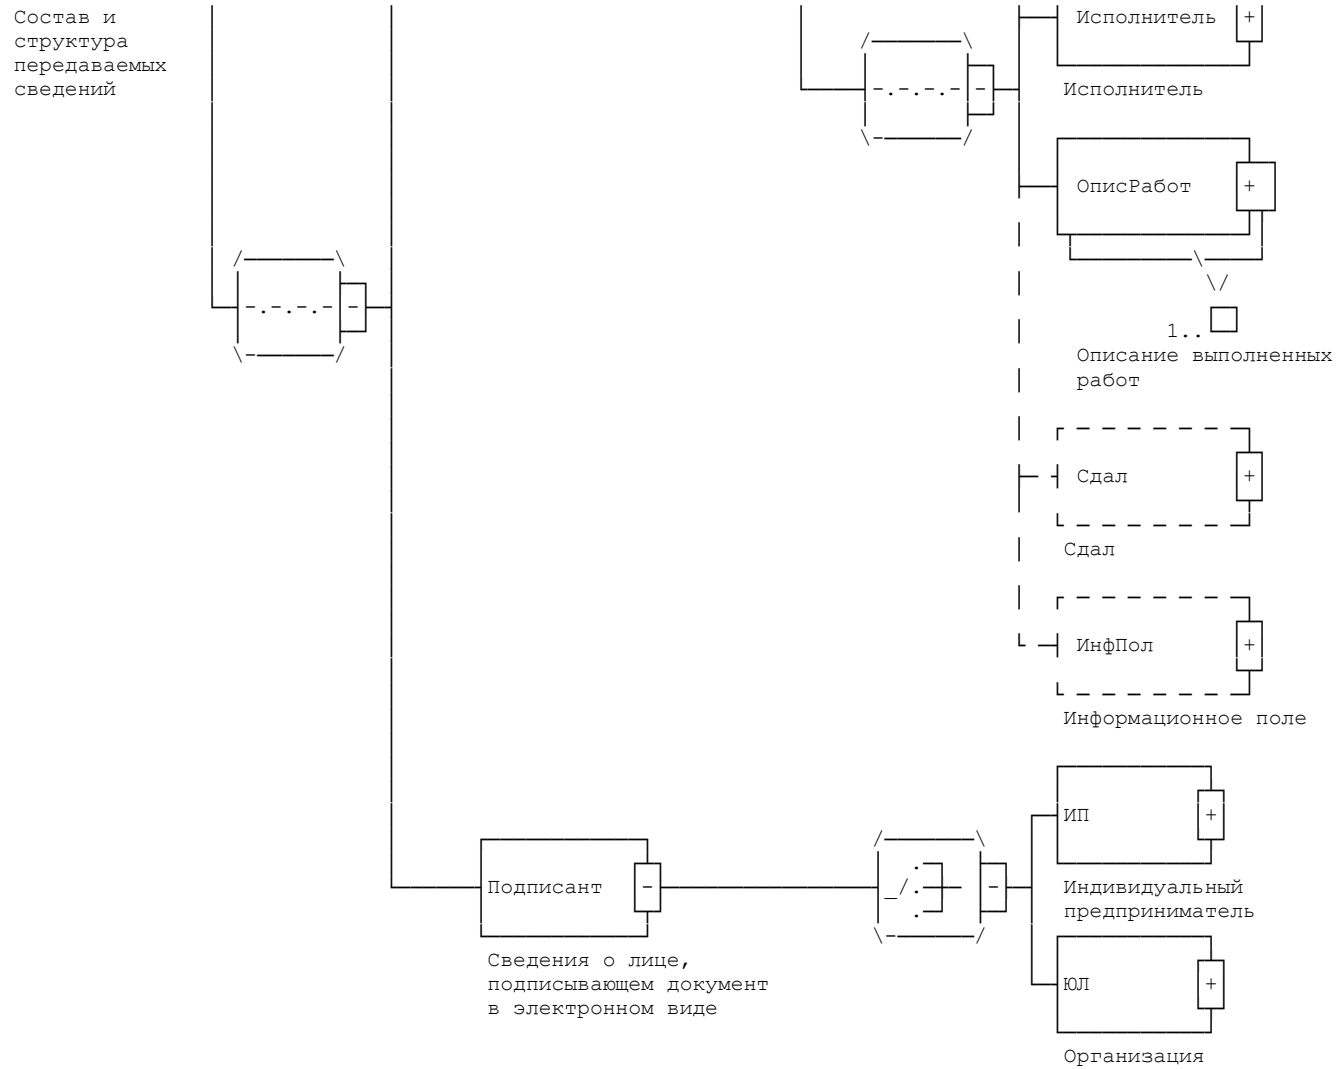 Состав и
структура
передаваемых
сведений
Исполнитель +
Исполнитель
-.-.-.- -
ОписРабот +
1..
Описание выполненных
работ
-.-.-.- -
Сдал +
Сдал
ИнфПол +
Информационное поле
ИП +
Индивидуальный
предприниматель
Подписант -
-
Сведения о лице,
подписывающем документ
в электронном виде
ЮЛ +
Организация